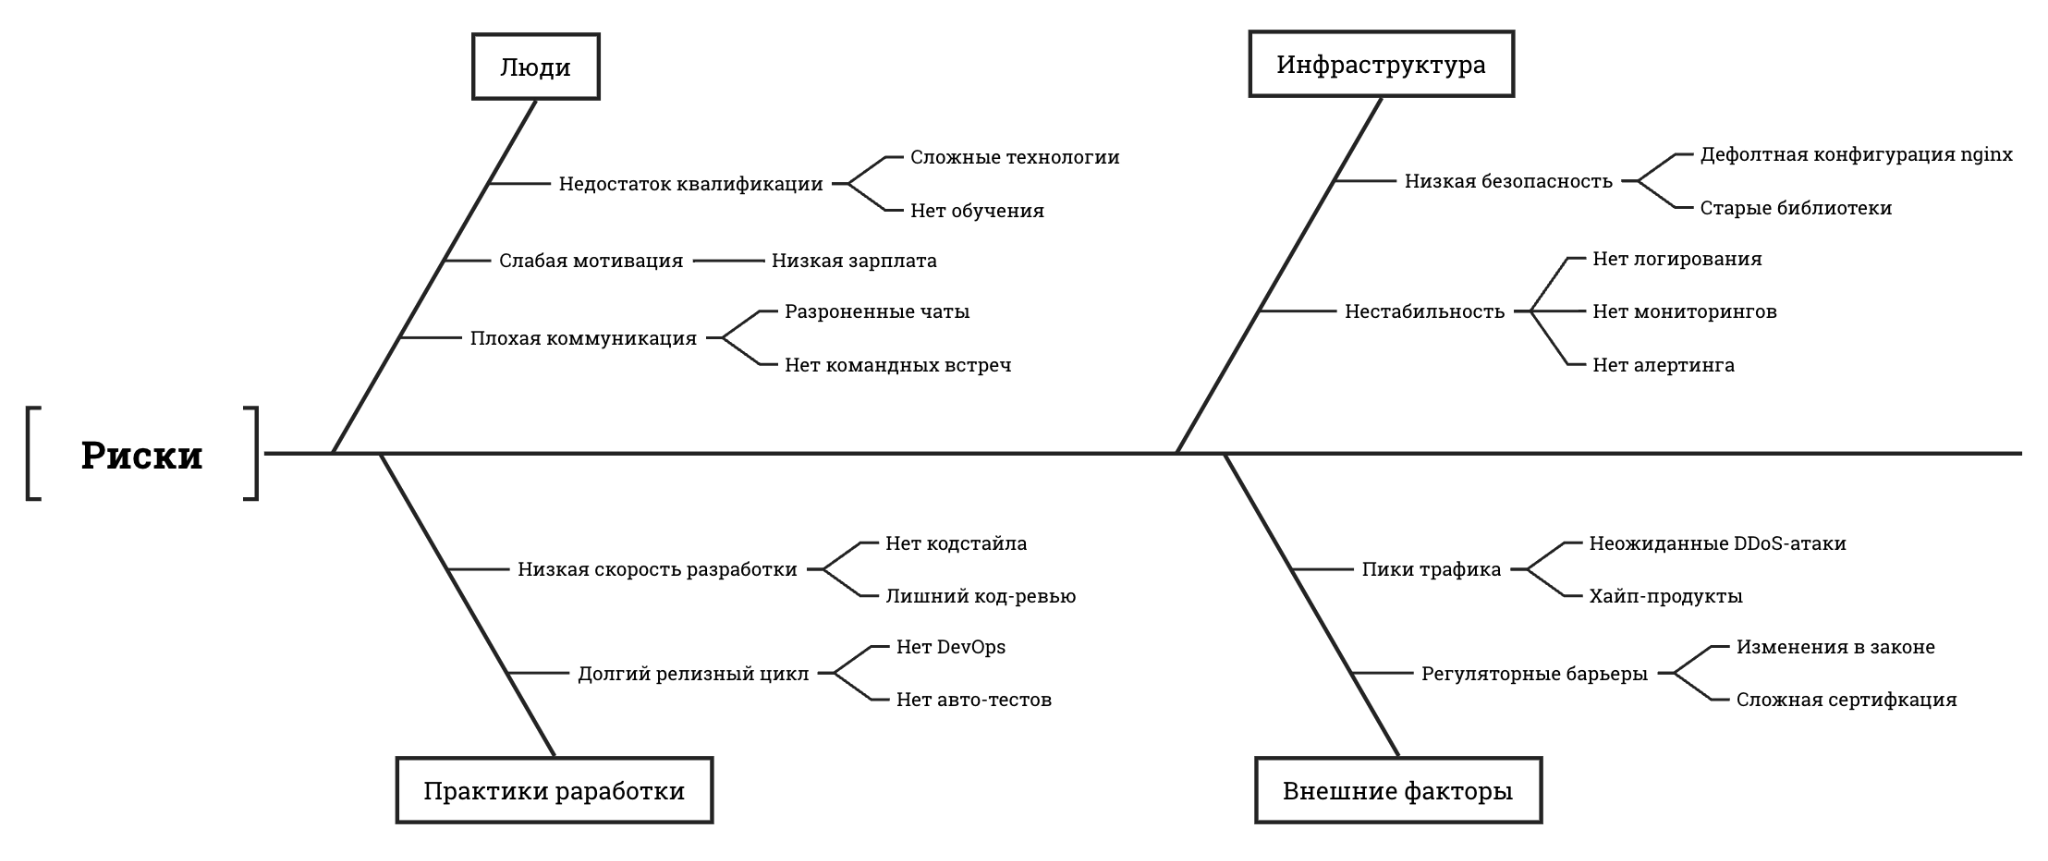 Люди
Инфраструктура
Недостаток квалификации
Сложные технологии
Нет обучения
Слабая мотивация
Низкая зарплата
Плохая коммуникация
Разроненные чаты
Нет командных встреч
Низкая безопасность
Дефолтная конфигурация nginx
Старые библиотеки
Нестабильность
Нет логирования
Нет мониторингов
Нет алертинга
Риски
Низкая скорость разработки
Нет кодстайла
Лишний код-ревью
Долгий релизный цикл
Нет DevOps
Нет авто-тестов
Пики трафика
Неожиданные DDoS-атаки
Хайп-продукты
Регуляторные барьеры
Изменения в законе
Сложная сертифкация
Практики раработки
Внешние факторы